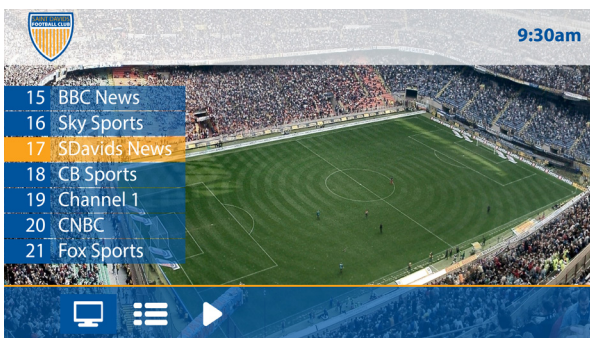 SAINT DAVIDS
FOOTBALL CLUB
9:30am
15 BBC News
16 Sky Sports
17 SDavids News
18 CB Sports
19 Channel 1
20 CNBC
21 Fox Sports